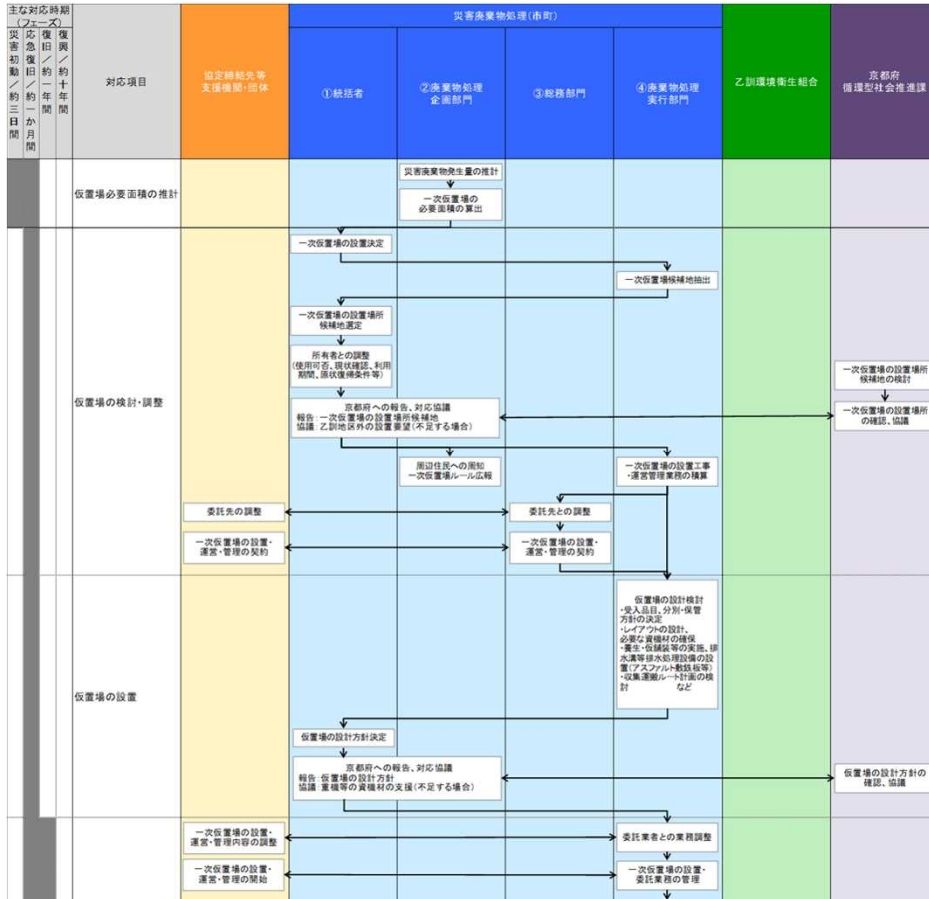 主な対応時期
(フェーズ)
災害初動/約三日間
応急復旧/約一か月間
復旧/約一年間
復興/約十年間
対応項目
協定締結先等
支援機関・団体
災害廃棄物処理(市町)
①統括者
②廃棄物処理
企画部門
③総務部門
④廃棄物処理
実行部門
乙訓環境衛生組合
京都府
循環型社会推進課
仮置場必要面積の推計
災害廃棄物発生量の推計
一次仮置場の
必要面積の算出
仮置場の検討・調整
一次仮置場の設置決定
一次仮置場候補地抽出
一次仮置場の設置場所
候補地選定
所有者との調整
(使用可否、現状確認、利用
期間、原状復帰条件等)
一次仮置場の設置場所
候補地の検討
京都府への報告、対応協議
報告:一次仮置場の設置場所候補地
協議:乙訓地区外の設置要望(不足する場合)
一次仮置場の設置場所
の確認、協議
周辺住民への周知
一次仮置場ルール広報
一次仮置場の設置工事
・運営管理業務の積算
委託先の調整
委託先との調整
一次仮置場の設置・
運営・管理の契約
一次仮置場の設置・
運営・管理の契約
仮置場の設置
仮置場の設計検討
・受入品目、分別・保管
方針の決定
・レイアウトの設計、
必要な資機材の確保
・養生・仮舗装等の実施、排
水溝等排水処理設備の設
置(アスファルト敷鉄板等)
・収集運搬ルート計画の検
討 など
仮置場の設計方針決定
京都府への報告、対応協議
報告:仮置場の設計方針
協議:重機等の資機材の支援(不足する場合)
仮置場の設計方針の
確認、協議
一次仮置場の設置・
運営・管理内容の調整
委託業者との業務調整
一次仮置場の設置・
運営・管理の開始
一次仮置場の設置・
委託業務の管理